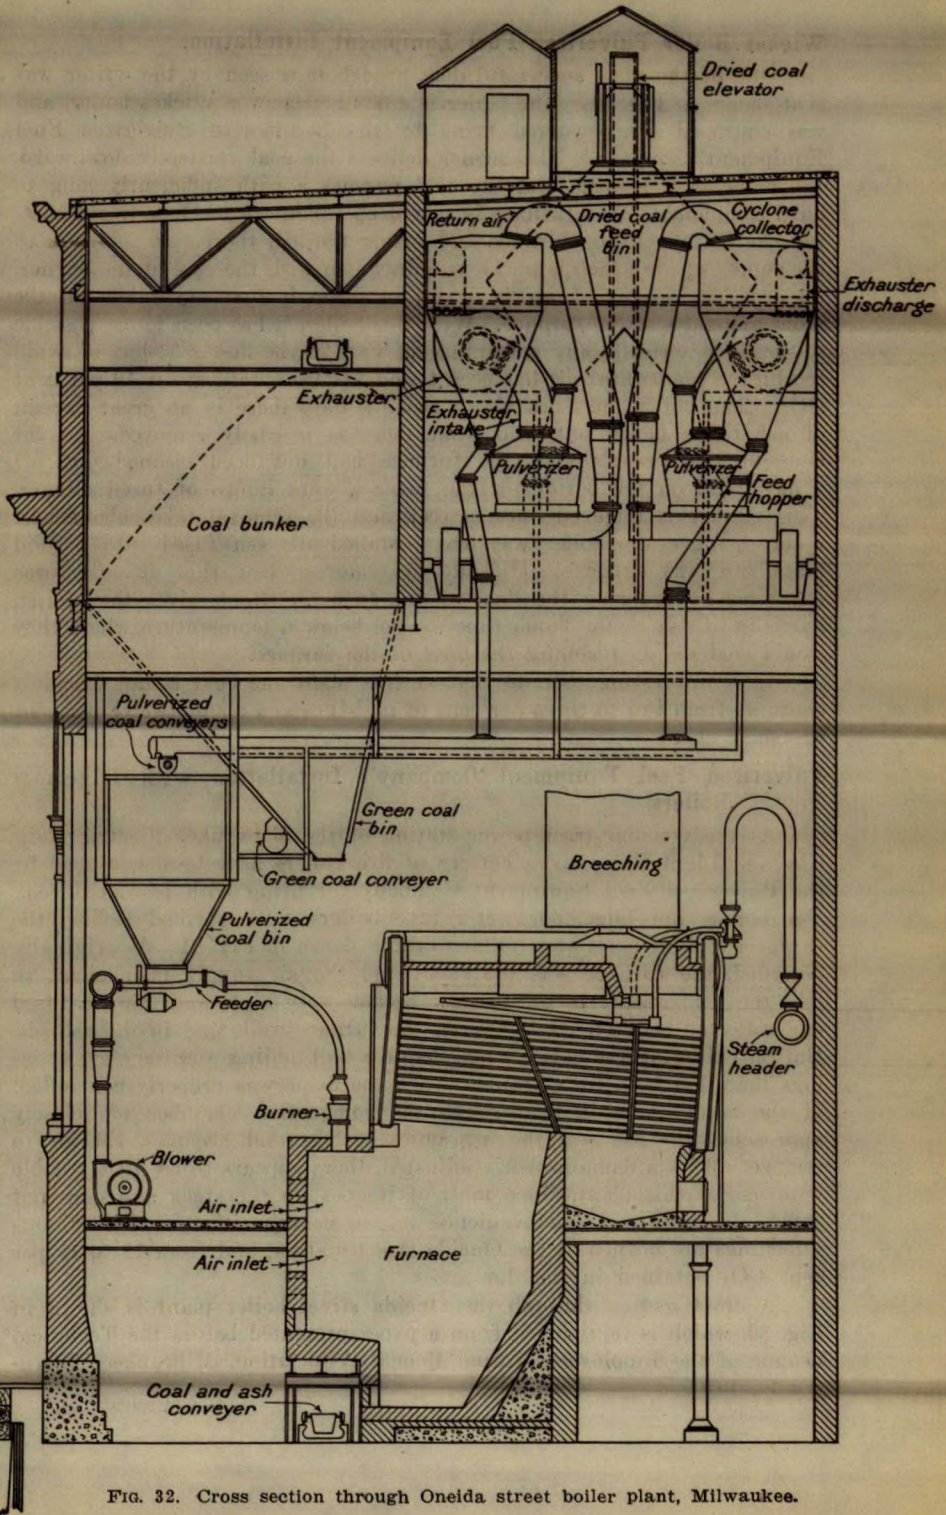 Dried coal
elevator
Return air
Dried coal
feed
bin
Cyclone
collector
Exhauster
discharge
Exhauster
Exhauster
intake
Pulverizer
Pulverizer
Feed
hopper
Coal bunker
Pulverized
coal conveyers
Green coal
bin
Green coal conveyer
Breeching
Pulverized
coal bin
Feeder
Steam
header
Burner
Blower
Air inlet
Air inlet
Furnace
Coal and ash
conveyer
FIG. 32. Cross section through Oneida street boiler plant, Milwaukee.